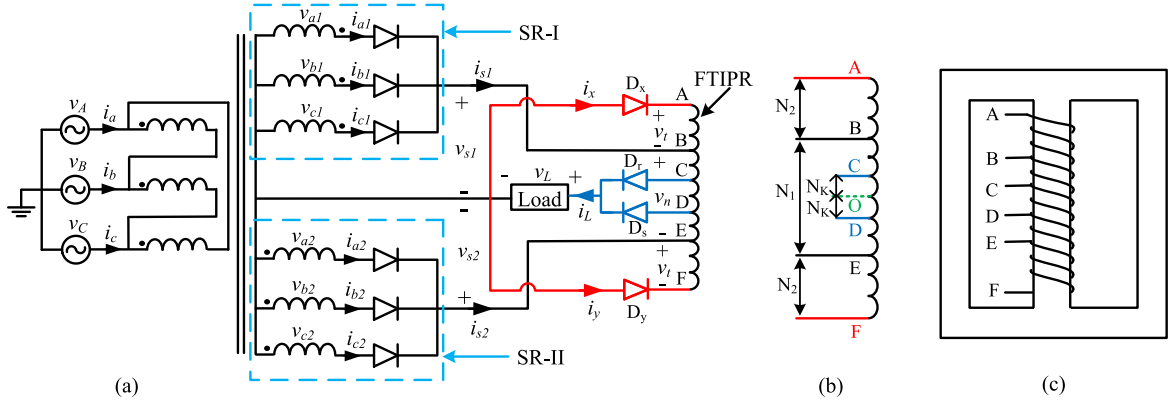 v_a1 i_a1
v_b1 i_b1
v_c1 i_c1
SR-I
v_A i_a
v_B i_b
v_C i_c
i_s1
+
v_s1
-
i_x D_x A FTIPR
+
v_t
-
B
C
D
E
F
- v_L +
Load
i_L
D_r
D_s
+
v_n
-
-
v_s2
+
i_s2
+
v_t
-
i_y D_y
v_a2 i_a2
v_b2 i_b2
v_c2 i_c2
SR-II
(a)
A
N_2
B
C
N_K
N_1
O
N_K
D
E
N_2
F
(b)
A
B
C
D
E
F
(c)